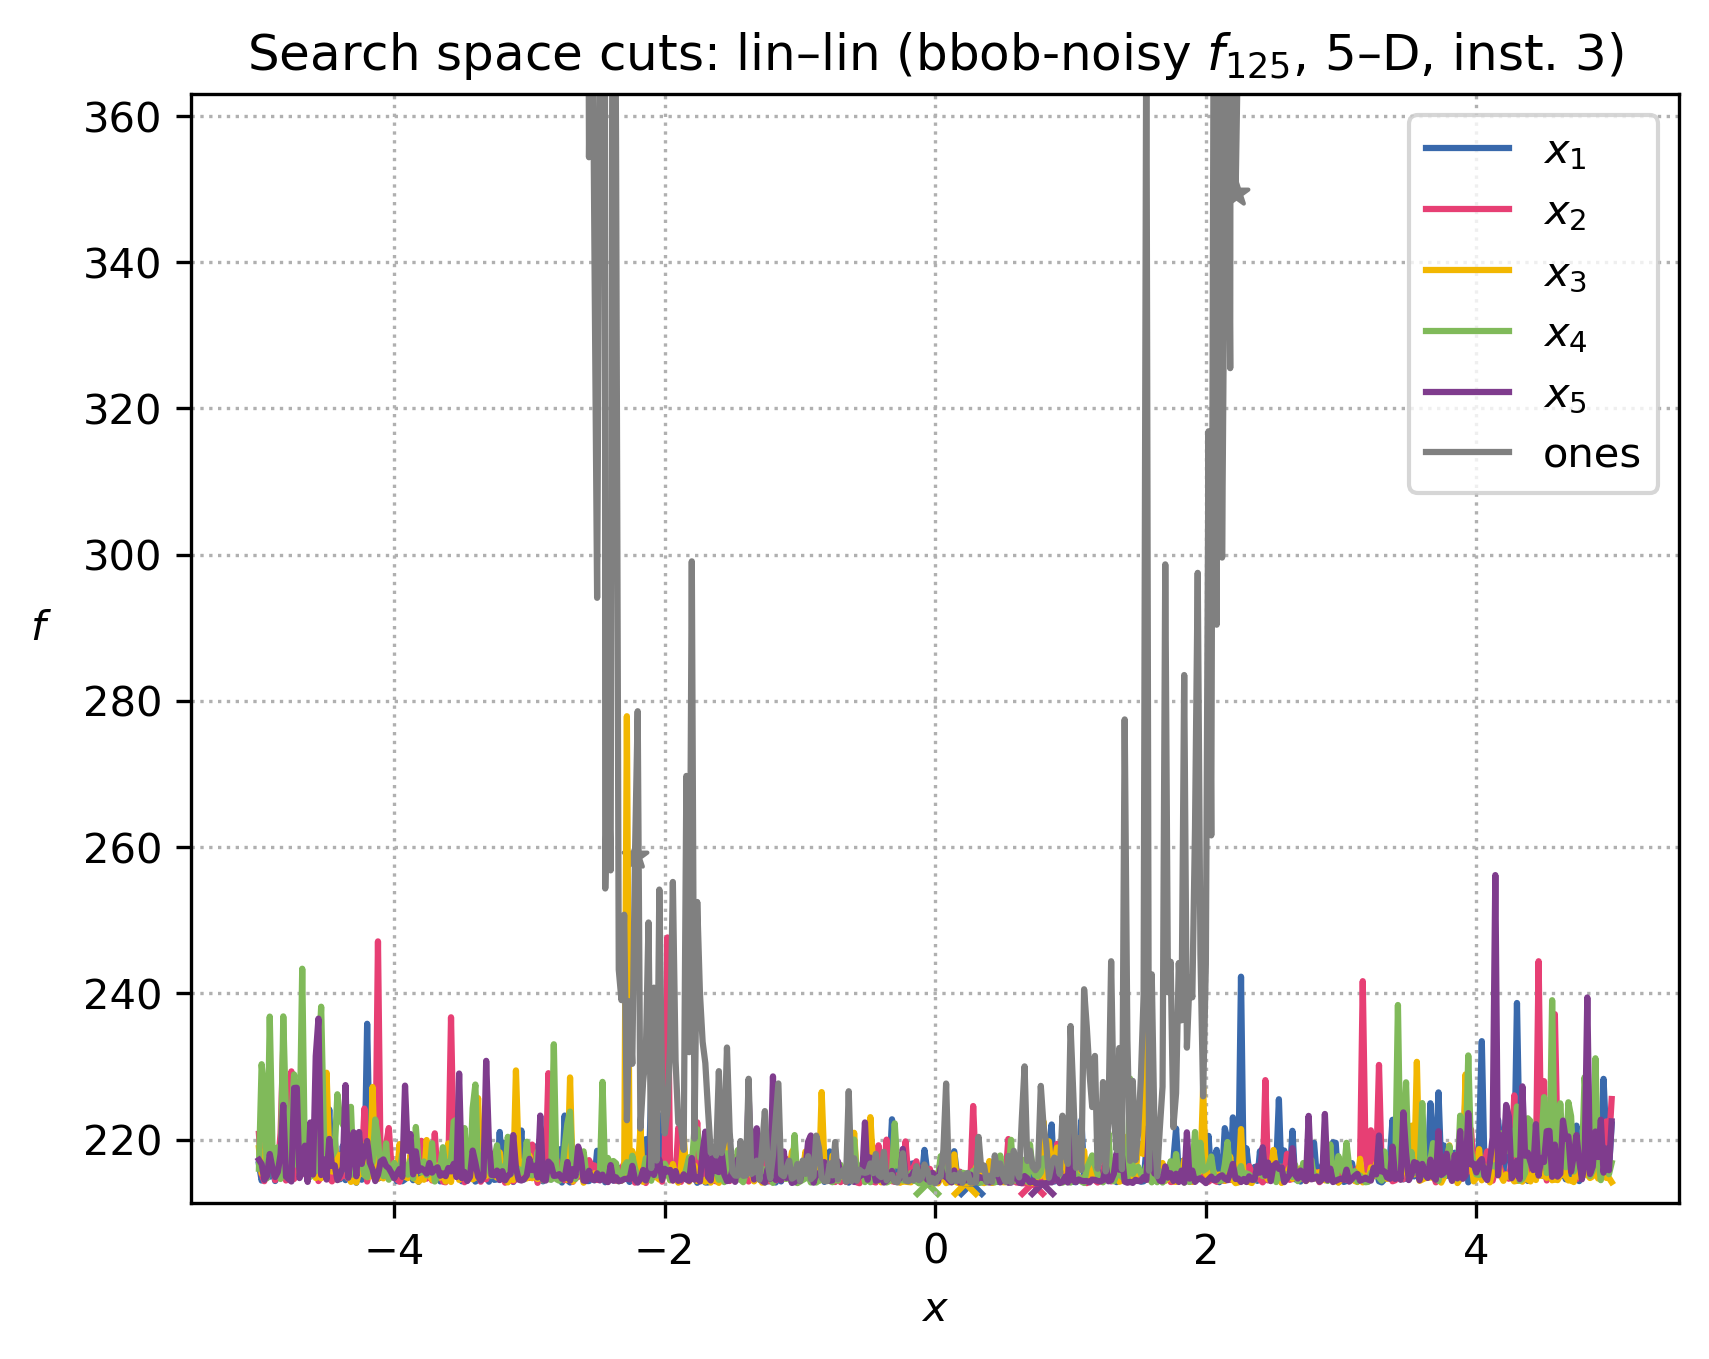 Search space cuts: lin–lin (bbob-noisy f125, 5–D, inst. 3)
360
340
320
300
280
260
240
220
f
−4
−2
0
2
4
x
x1
x2
x3
x4
x5
ones